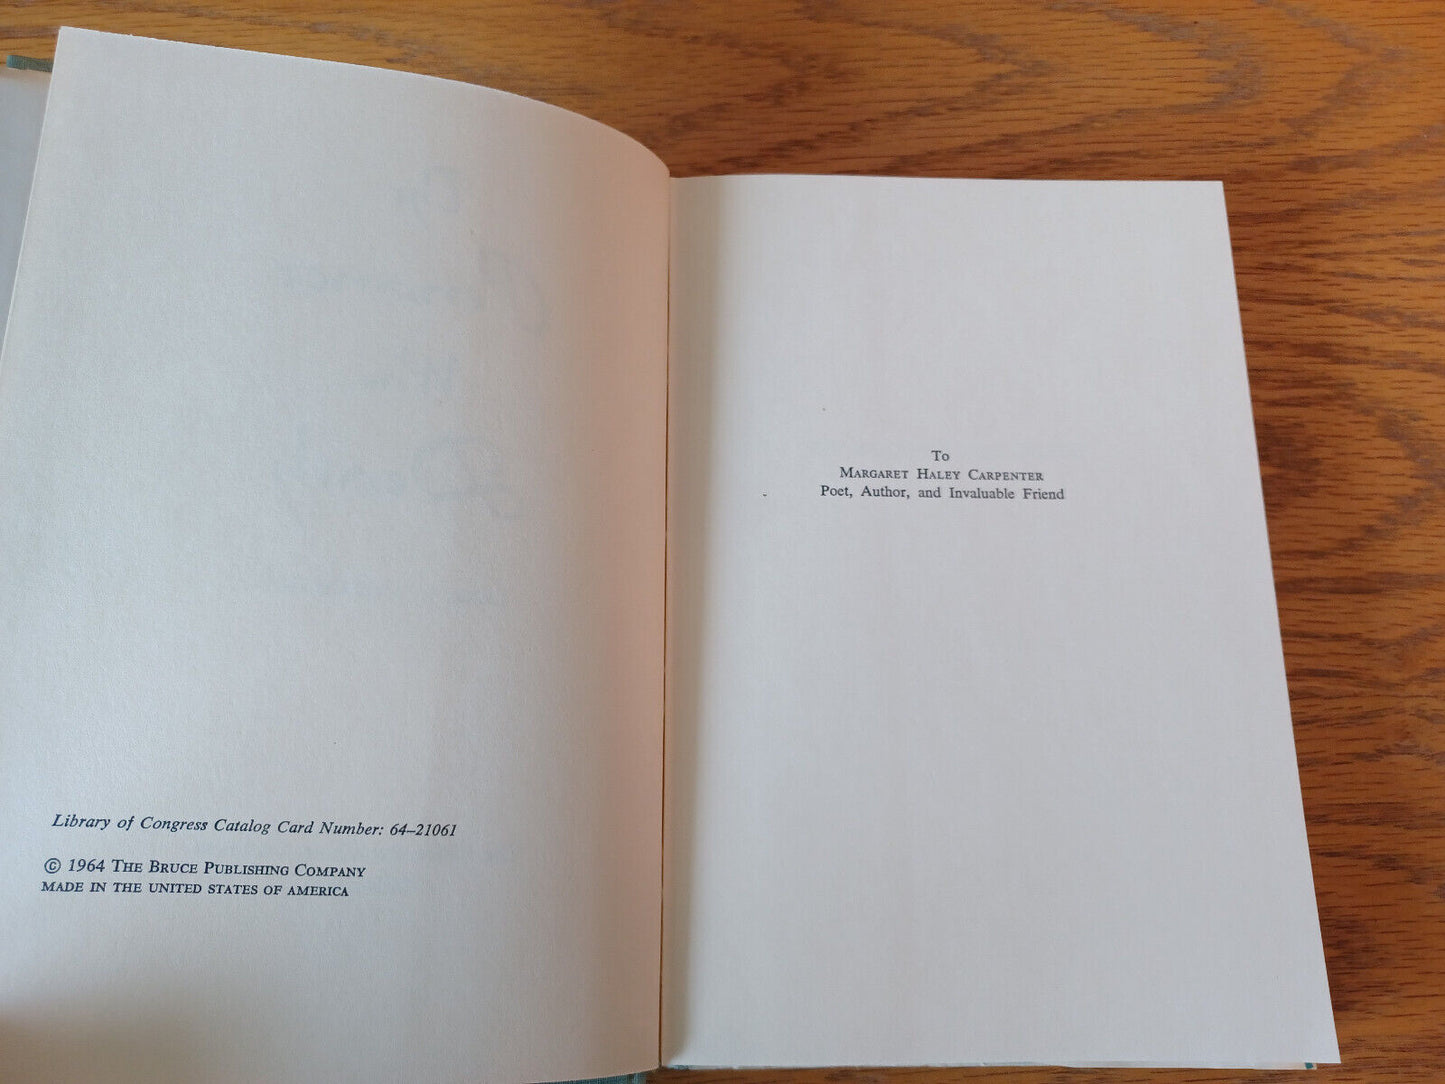 Library of Congress Catalog Card Number: 64–21061
© 1964 THE BRUCE PUBLISHING COMPANY
MADE IN THE UNITED STATES OF AMERICA
To
MARGARET HALEY CARPENTER
Poet, Author, and Invaluable Friend